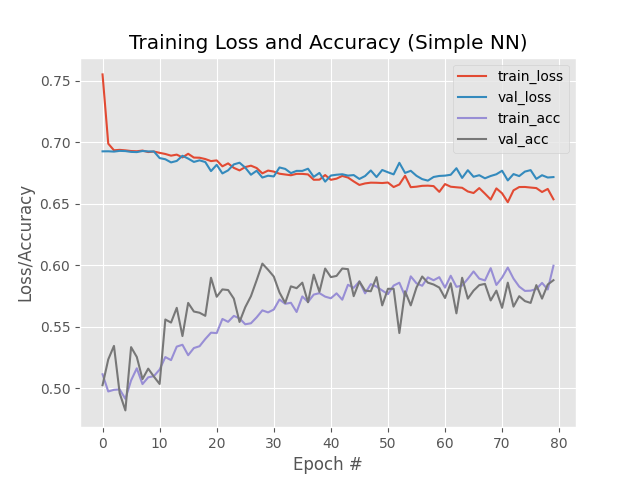 Training Loss and Accuracy (Simple NN)
train_loss
val_loss
train_acc
val_acc
0.75
0.70
0.65
0.60
0.55
0.50
Loss/Accuracy
0 10 20 30 40 50 60 70 80
Epoch #